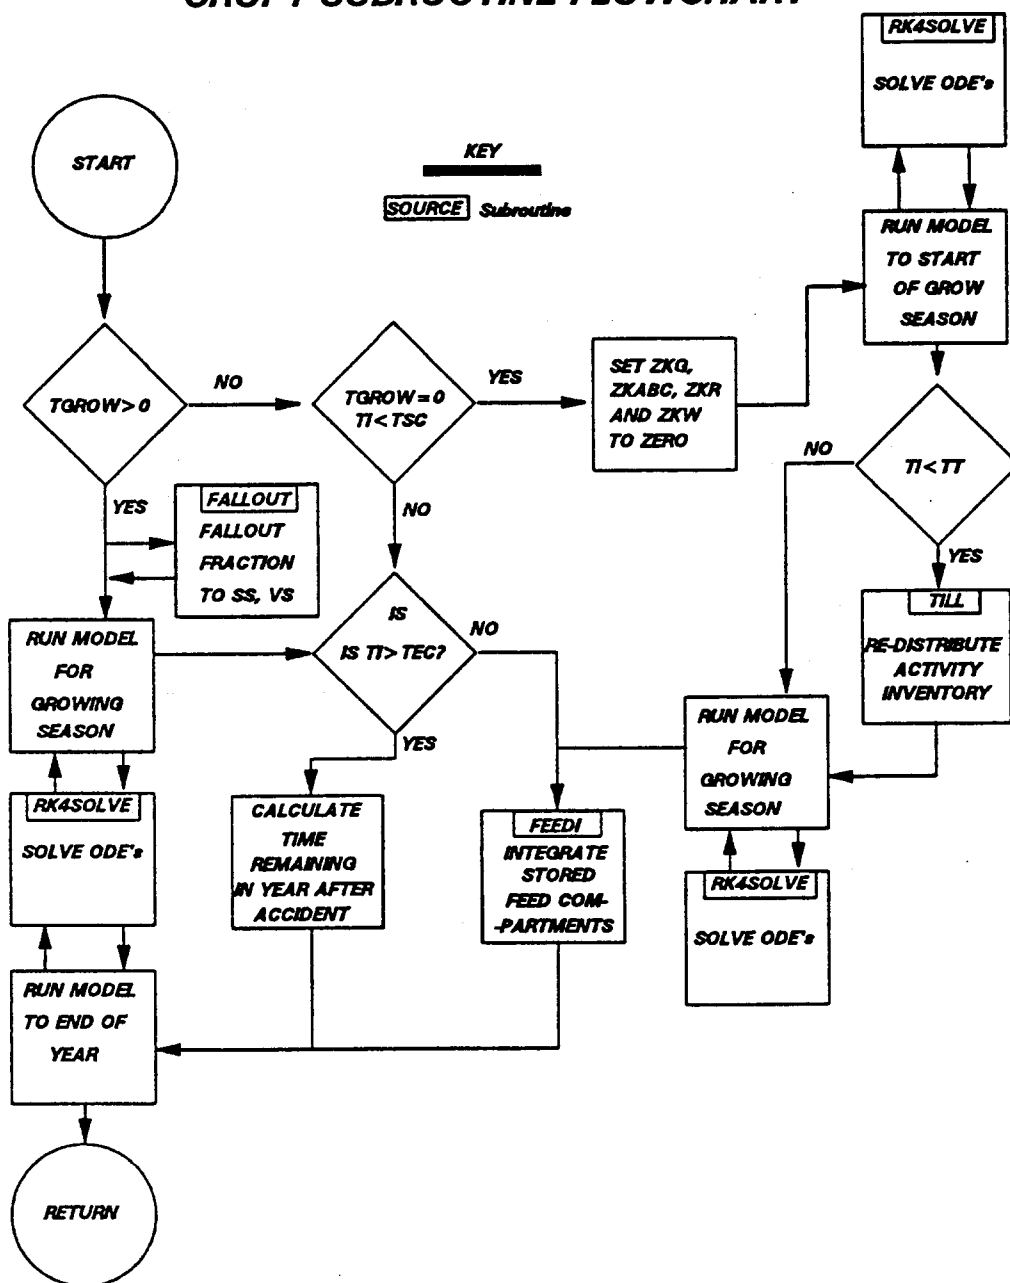 SUBROUTINE FLOWCHART
RK4SOLVE
SOLVE ODE's
START
KEY
SOURCE Subroutine
RUN MODEL
TO START
OF GROW
SEASON
TGROW>0
NO
TGROW=0
TI<TSC
YES
SET ZKG,
ZKABC, ZKR
AND ZKW
TO ZERO
NO
TI<TT
YES
YES
FALLOUT
FALLOUT
FRACTION
TO SS, VS
NO
TILL
RE-DISTRIBUTE
ACTIVITY
INVENTORY
RUN MODEL
FOR
GROWING
SEASON
IS
IS TI>TEC?
NO
YES
RUN MODEL
FOR
GROWING
SEASON
RK4SOLVE
SOLVE ODE's
CALCULATE
TIME
REMAINING
IN YEAR AFTER
ACCIDENT
FEEDI
INTEGRATE
STORED
FEED COM-
-PARTMENTS
RK4SOLVE
SOLVE ODE's
RUN MODEL
TO END OF
YEAR
RETURN